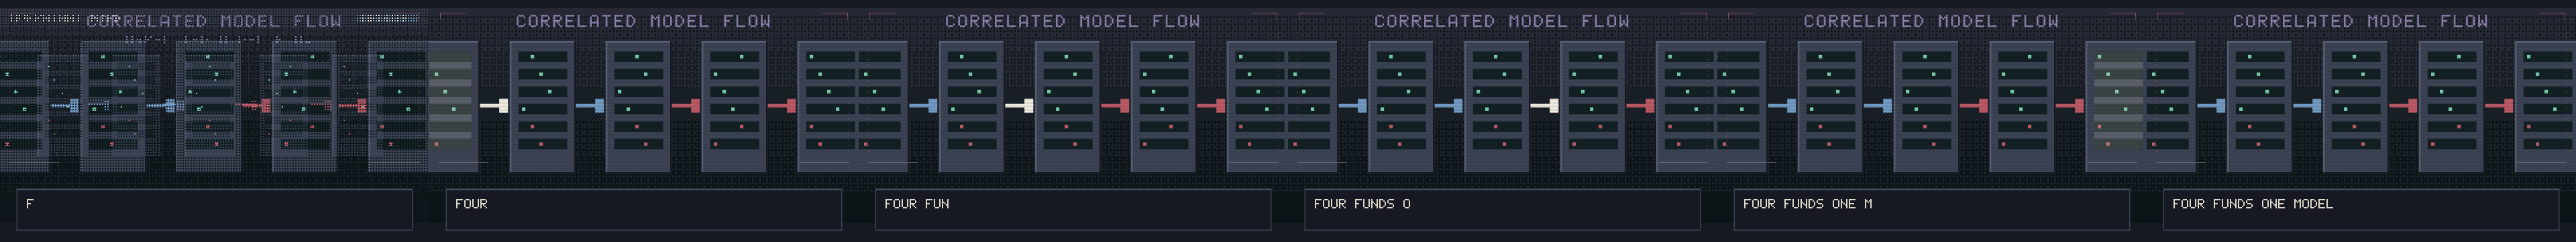 CORRELATED MODEL FLOW
CORRELATED MODEL FLOW
CORRELATED MODEL FLOW
CORRELATED MODEL FLOW
CORRELATED MODEL FLOW
CORRELATED MODEL FLOW
F
FOUR
FOUR FUN
FOUR FUNDS O
FOUR FUNDS ONE M
FOUR FUNDS ONE MODEL